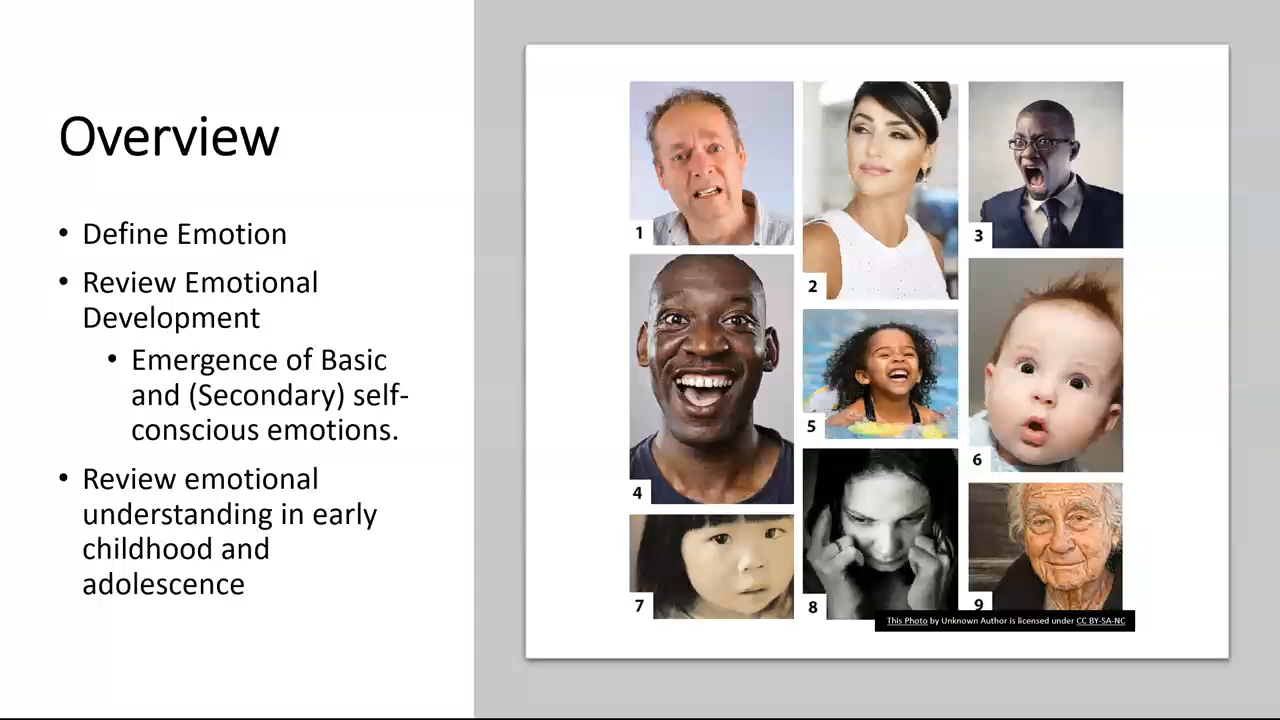 Overview
• Define Emotion
• Review Emotional
Development
• Emergence of Basic
and (Secondary) self-
conscious emotions.
• Review emotional
understanding in early
childhood and
adolescence
1
2
3
4
5
6
7
8
9
This Photo by Unknown Author is licensed under CC BY-SA-NC